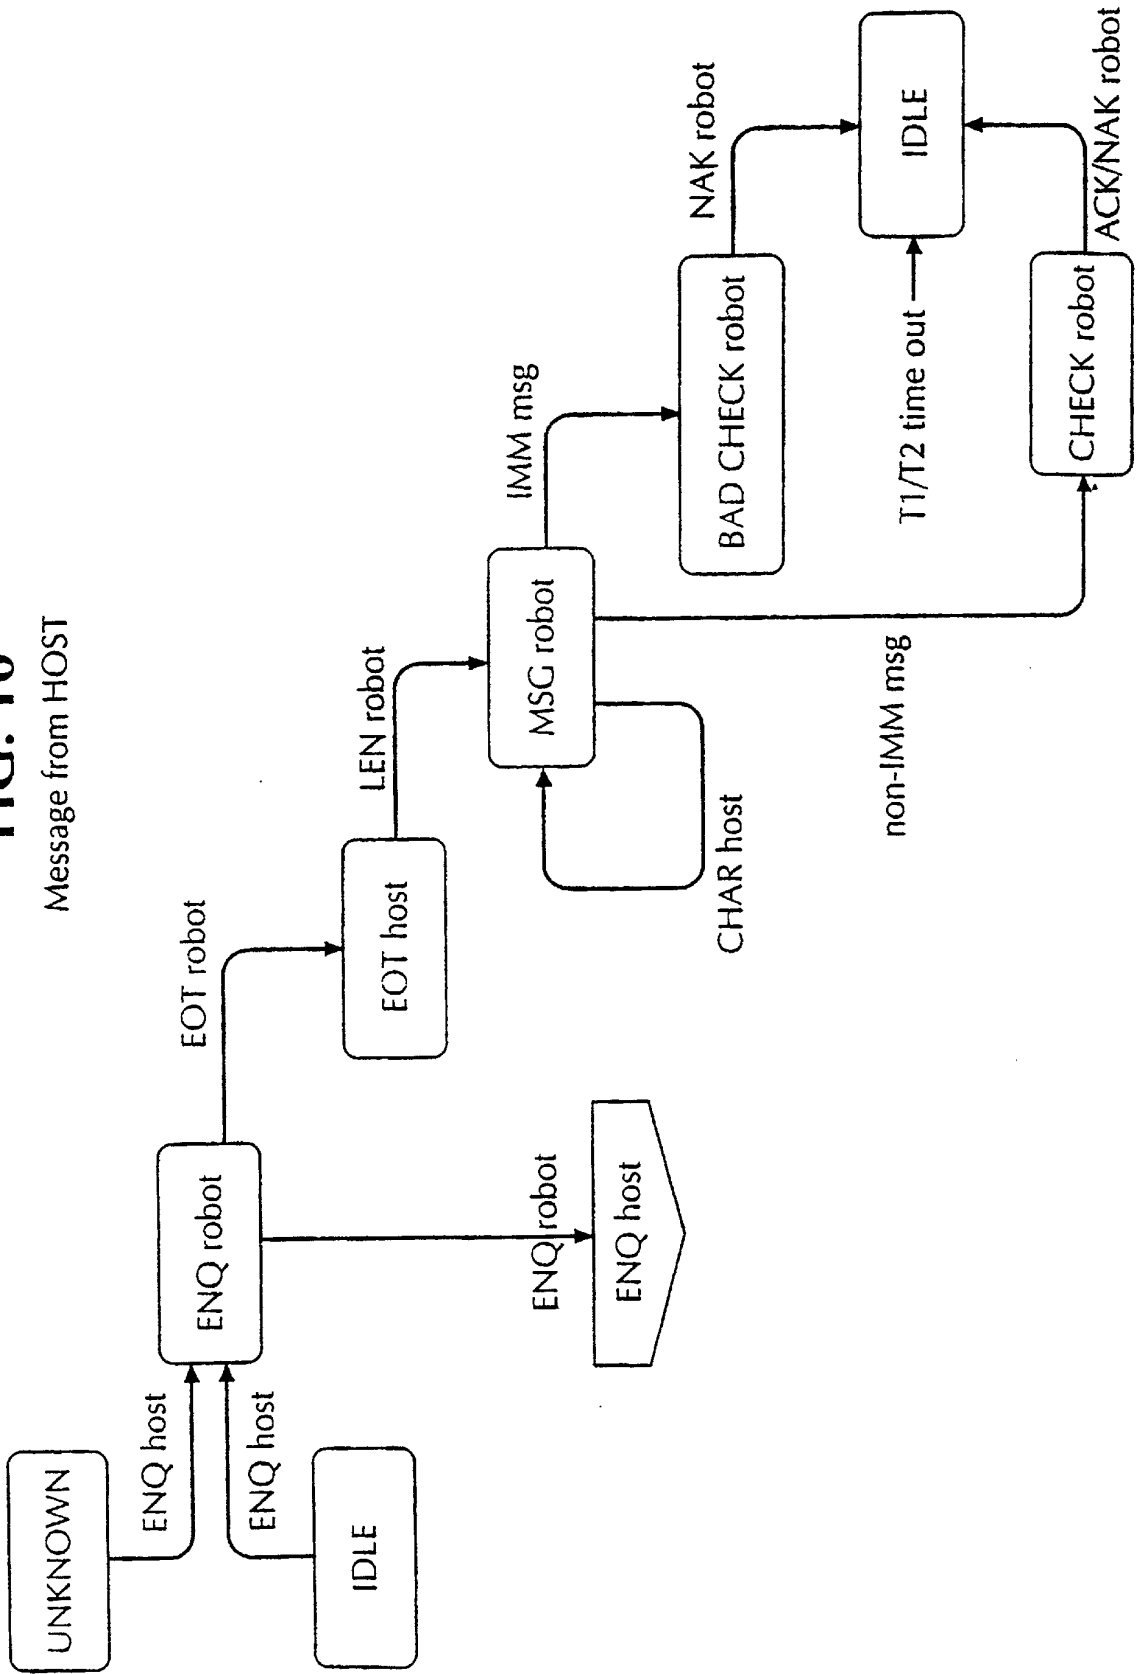 Message from HOST
UNKNOWN
ENQ host
ENQ host
IDLE
ENQ robot
EOT robot
ENQ robot
ENQ host
EOT host
LEN robot
MSG robot
CHAR host
IMM msg
non-IMM msg
BAD CHECK robot
NAK robot
T1/T2 time out
IDLE
CHECK robot
ACK/NAK robot